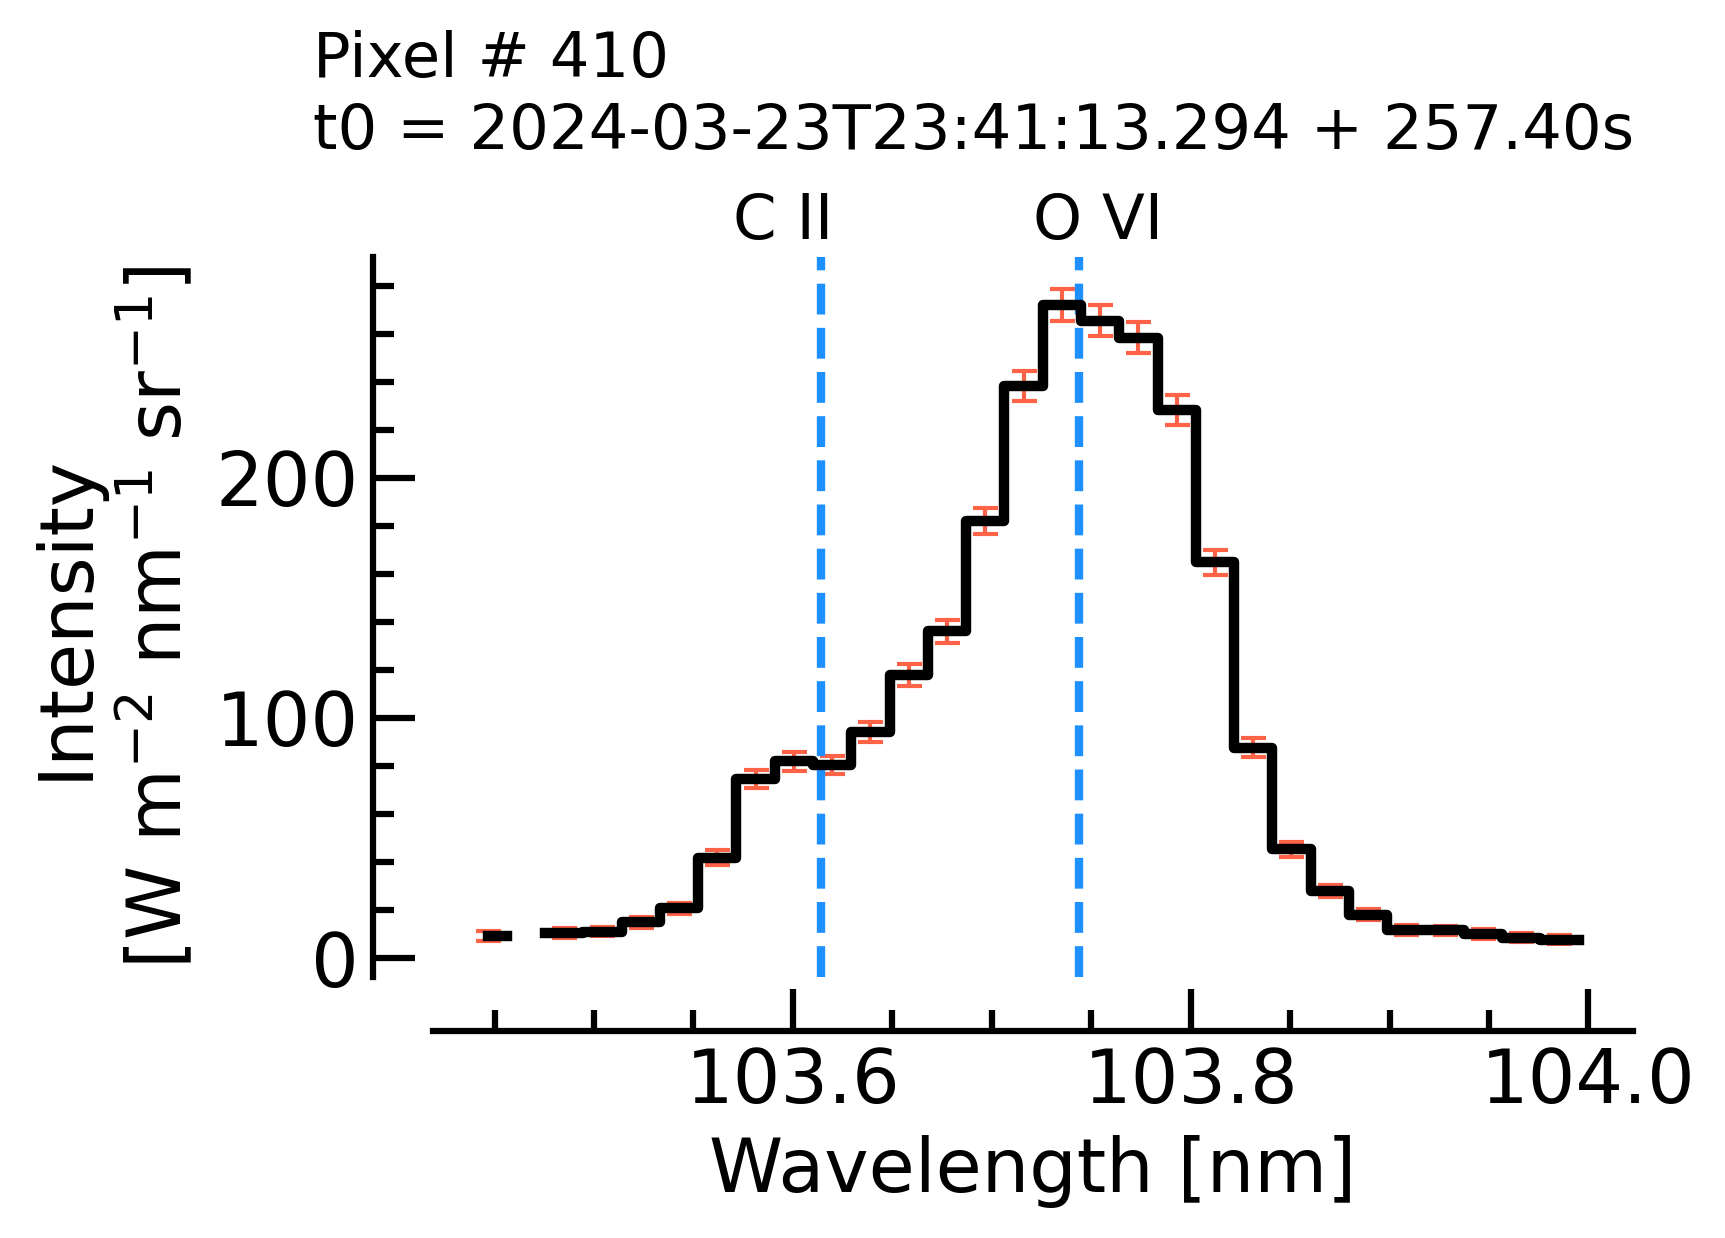 Pixel # 410
t0 = 2024-03-23T23:41:13.294 + 257.40s
C II
O VI
Intensity
[W m⁻² nm⁻¹ sr⁻¹]
200
100
0
103.6
103.8
104.0
Wavelength [nm]